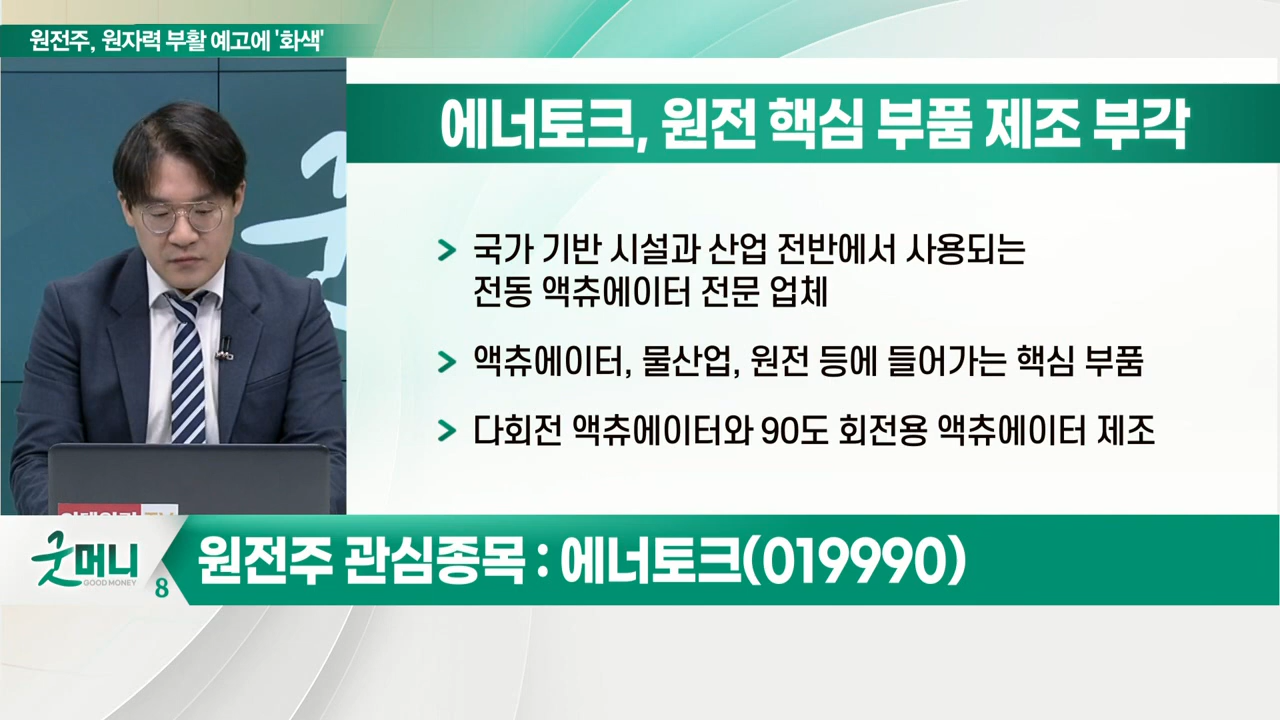 원전주, 원자력 부활 예고에 '화색'
에너토크, 원전 핵심 부품 제조 부각
국가 기반 시설과 산업 전반에서 사용되는
전동 액츄에이터 전문 업체
액츄에이터, 물산업, 원전 등에 들어가는 핵심 부품
다회전 액츄에이터와 90도 회전용 액츄에이터 제조
굿머니
GOOD MONEY
8
원전주 관심종목 : 에너토크(019990)